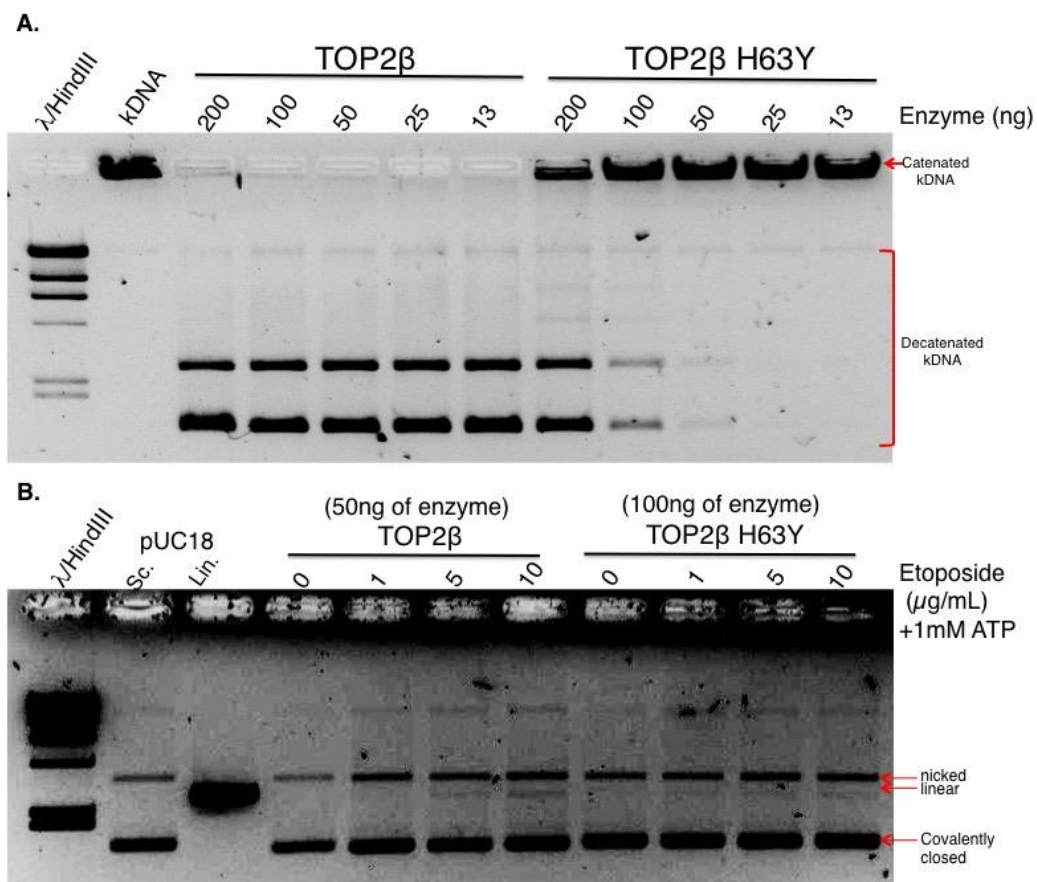 A.
λ/HindIII
kDNA
TOP2β
TOP2β H63Y
200
100
50
25
13
200
100
50
25
13
Enzyme (ng)
Catenated
kDNA
Decatenated
kDNA
B.
λ/HindIII
pUC18
Sc.
Lin.
(50ng of enzyme)
TOP2β
(100ng of enzyme)
TOP2β H63Y
0
1
5
10
0
1
5
10
Etoposide
(µg/mL)
+1mM ATP
nicked
linear
Covalently
closed